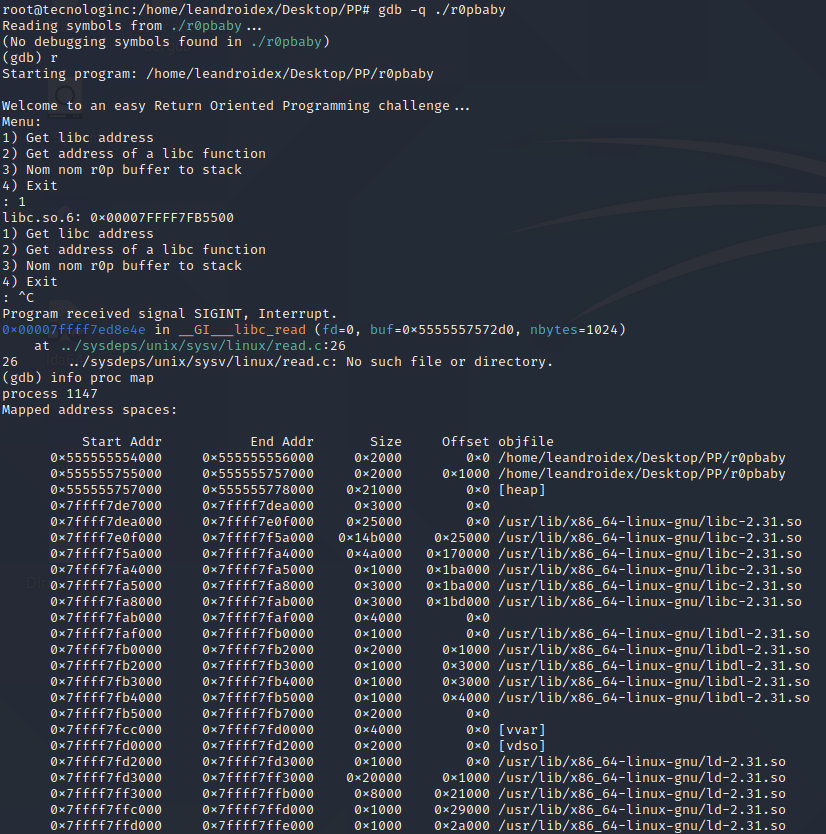 root@tecnologinc:/home/leandroidex/Desktop/PP# gdb -q ./r0pbaby
Reading symbols from ./r0pbaby...
(No debugging symbols found in ./r0pbaby)
(gdb) r
Starting program: /home/leandroidex/Desktop/PP/r0pbaby
Welcome to an easy Return Oriented Programming challenge...
Menu:
1) Get libc address
2) Get address of a libc function
3) Nom nom r0p buffer to stack
4) Exit
: 1
libc.so.6: 0x00007FFFF7FB5500
1) Get libc address
2) Get address of a libc function
3) Nom nom r0p buffer to stack
4) Exit
: ^C
Program received signal SIGINT, Interrupt.
0x00007ffff7ed8e4e in __GI___libc_read (fd=0, buf=0x5555557572d0, nbytes=1024)
    at ../sysdeps/unix/sysv/linux/read.c:26
26      ../sysdeps/unix/sysv/linux/read.c: No such file or directory.
(gdb) info proc map
process 1147
Mapped address spaces:
          Start Addr           End Addr       Size     Offset objfile
      0x555555554000     0x555555556000     0x2000        0x0 /home/leandroidex/Desktop/PP/r0pbaby
      0x555555755000     0x555555757000     0x2000     0x1000 /home/leandroidex/Desktop/PP/r0pbaby
      0x555555757000     0x555555778000    0x21000        0x0 [heap]
      0x7ffff7de7000     0x7ffff7dea000     0x3000        0x0
      0x7ffff7dea000     0x7ffff7e0f000    0x25000        0x0 /usr/lib/x86_64-linux-gnu/libc-2.31.so
      0x7ffff7e0f000     0x7ffff7f5a000   0x14b000    0x25000 /usr/lib/x86_64-linux-gnu/libc-2.31.so
      0x7ffff7f5a000     0x7ffff7fa4000    0x4a000   0x170000 /usr/lib/x86_64-linux-gnu/libc-2.31.so
      0x7ffff7fa4000     0x7ffff7fa5000     0x1000   0x1ba000 /usr/lib/x86_64-linux-gnu/libc-2.31.so
      0x7ffff7fa5000     0x7ffff7fa8000     0x3000   0x1ba000 /usr/lib/x86_64-linux-gnu/libc-2.31.so
      0x7ffff7fa8000     0x7ffff7fab000     0x3000   0x1bd000 /usr/lib/x86_64-linux-gnu/libc-2.31.so
      0x7ffff7fab000     0x7ffff7faf000     0x4000        0x0
      0x7ffff7faf000     0x7ffff7fb0000     0x1000        0x0 /usr/lib/x86_64-linux-gnu/libdl-2.31.so
      0x7ffff7fb0000     0x7ffff7fb2000     0x2000     0x1000 /usr/lib/x86_64-linux-gnu/libdl-2.31.so
      0x7ffff7fb2000     0x7ffff7fb3000     0x1000     0x3000 /usr/lib/x86_64-linux-gnu/libdl-2.31.so
      0x7ffff7fb3000     0x7ffff7fb4000     0x1000     0x3000 /usr/lib/x86_64-linux-gnu/libdl-2.31.so
      0x7ffff7fb4000     0x7ffff7fb5000     0x1000     0x4000 /usr/lib/x86_64-linux-gnu/libdl-2.31.so
      0x7ffff7fb5000     0x7ffff7fb7000     0x2000        0x0
      0x7ffff7fcc000     0x7ffff7fd0000     0x4000        0x0 [vvar]
      0x7ffff7fd0000     0x7ffff7fd2000     0x2000        0x0 [vdso]
      0x7ffff7fd2000     0x7ffff7fd3000     0x1000        0x0 /usr/lib/x86_64-linux-gnu/ld-2.31.so
      0x7ffff7fd3000     0x7ffff7ff3000    0x20000     0x1000 /usr/lib/x86_64-linux-gnu/ld-2.31.so
      0x7ffff7ff3000     0x7ffff7ffb000     0x8000    0x21000 /usr/lib/x86_64-linux-gnu/ld-2.31.so
      0x7ffff7ffc000     0x7ffff7ffd000     0x1000    0x29000 /usr/lib/x86_64-linux-gnu/ld-2.31.so
      0x7ffff7ffd000     0x7ffff7ffe000     0x1000    0x2a000 /usr/lib/x86_64-linux-gnu/ld-2.31.so